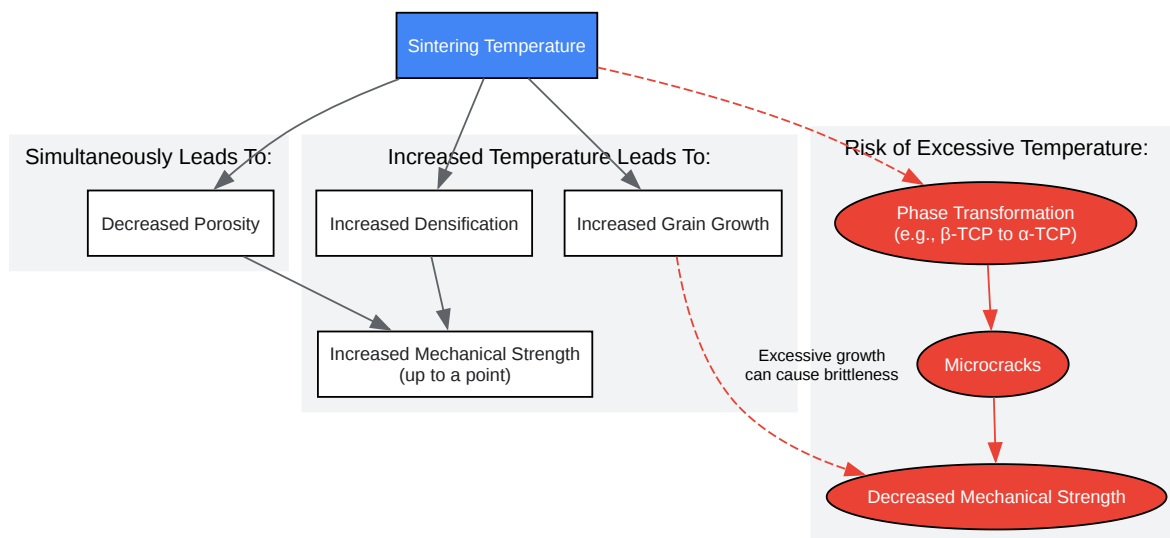 Sintering Temperature
Simultaneously Leads To:
Increased Temperature Leads To:
Risk of Excessive Temperature:
Decreased Porosity
Increased Densification
Increased Grain Growth
Phase Transformation
(e.g., β-TCP to α-TCP)
Increased Mechanical Strength
(up to a point)
Excessive growth
can cause brittleness
Microcracks
Decreased Mechanical Strength